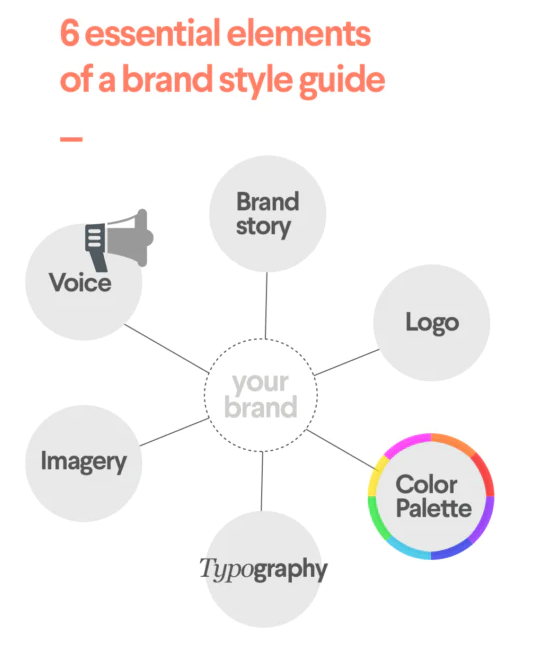 6 essential elements
of a brand style guide
Brand
story
Voice
Logo
your
brand
Imagery
Color
Palette
Typography